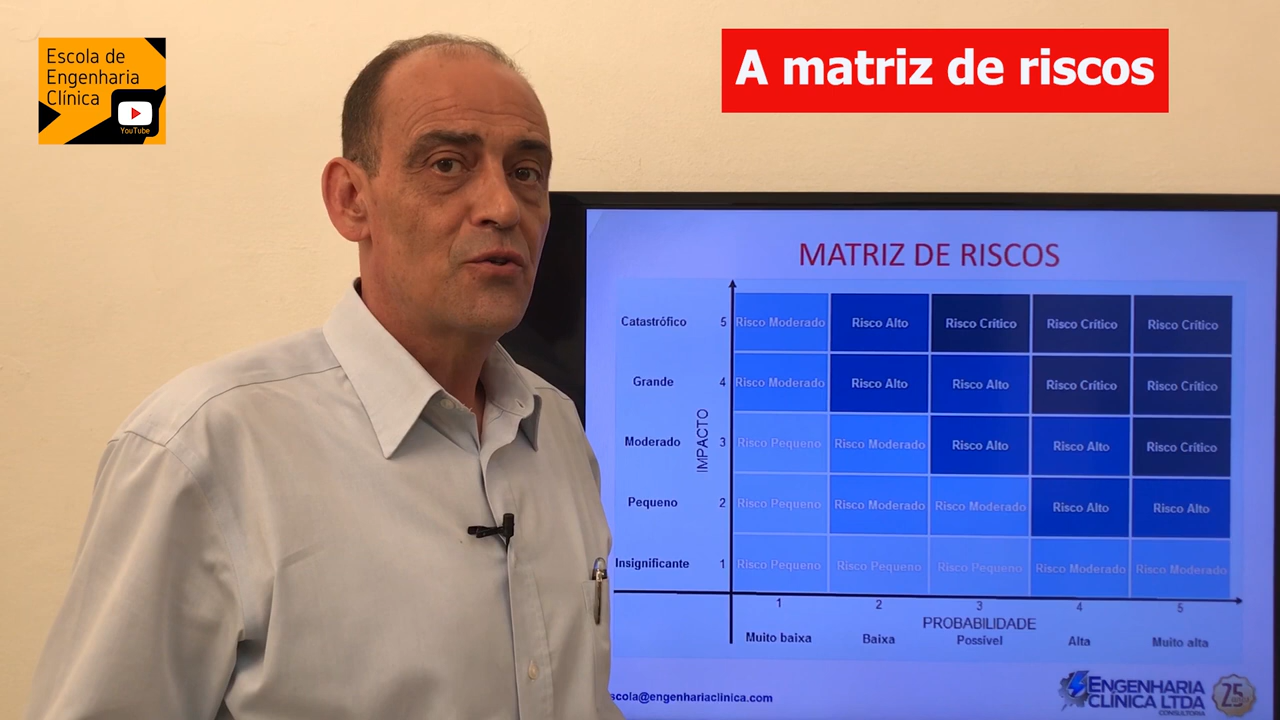 Escola de
Engenharia
Clínica
YouTube
A matriz de riscos
MATRIZ DE RISCOS
Catastrófico 5 Risco Moderado Risco Alto Risco Crítico Risco Crítico Risco Crítico
Grande 4 Risco Moderado Risco Alto Risco Alto Risco Crítico Risco Crítico
IMPACTO
Moderado 3 Risco Pequeno Risco Moderado Risco Alto Risco Alto Risco Crítico
Pequeno 2 Risco Pequeno Risco Moderado Risco Moderado Risco Alto Risco Alto
Insignificante 1 Risco Pequeno Risco Pequeno Risco Pequeno Risco Moderado Risco Moderado
1 2 3 4 5
PROBABILIDADE
Muito baixa Baixa Possível Alta Muito alta
scola@engenhariaclinica.com
ENGENHARIA
CLÍNICA LTDA
CONSULTORIA
25